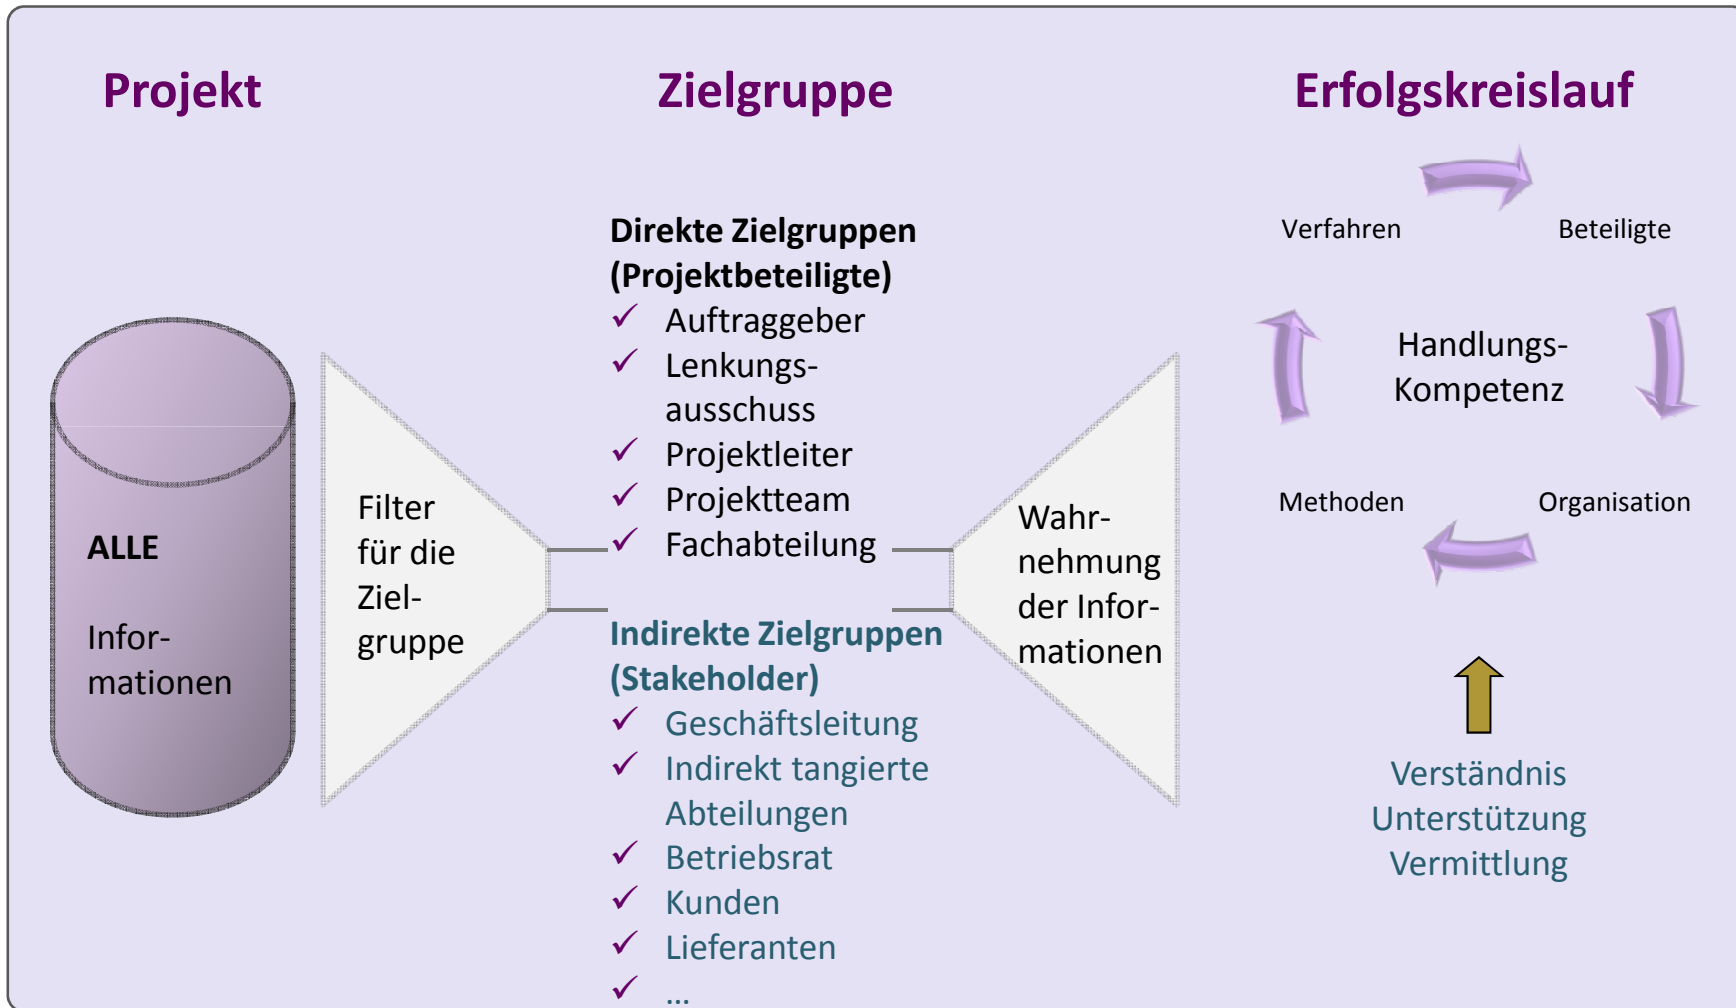 Projekt
Zielgruppe
Erfolgskreislauf
ALLE
Infor-
mationen
Filter
für die
Ziel-
gruppe
Direkte Zielgruppen
(Projektbeteiligte)
✓ Auftraggeber
✓ Lenkungs-
ausschuss
✓ Projektleiter
✓ Projektteam
✓ Fachabteilung
Indirekte Zielgruppen
(Stakeholder)
✓ Geschäftsleitung
✓ Indirekt tangierte
Abteilungen
✓ Betriebsrat
✓ Kunden
✓ Lieferanten
✓ ...
Wahr-
nehmung
der Infor-
mationen
Verfahren
Beteiligte
Handlungs-
Kompetenz
Methoden
Organisation
Verständnis
Unterstützung
Vermittlung